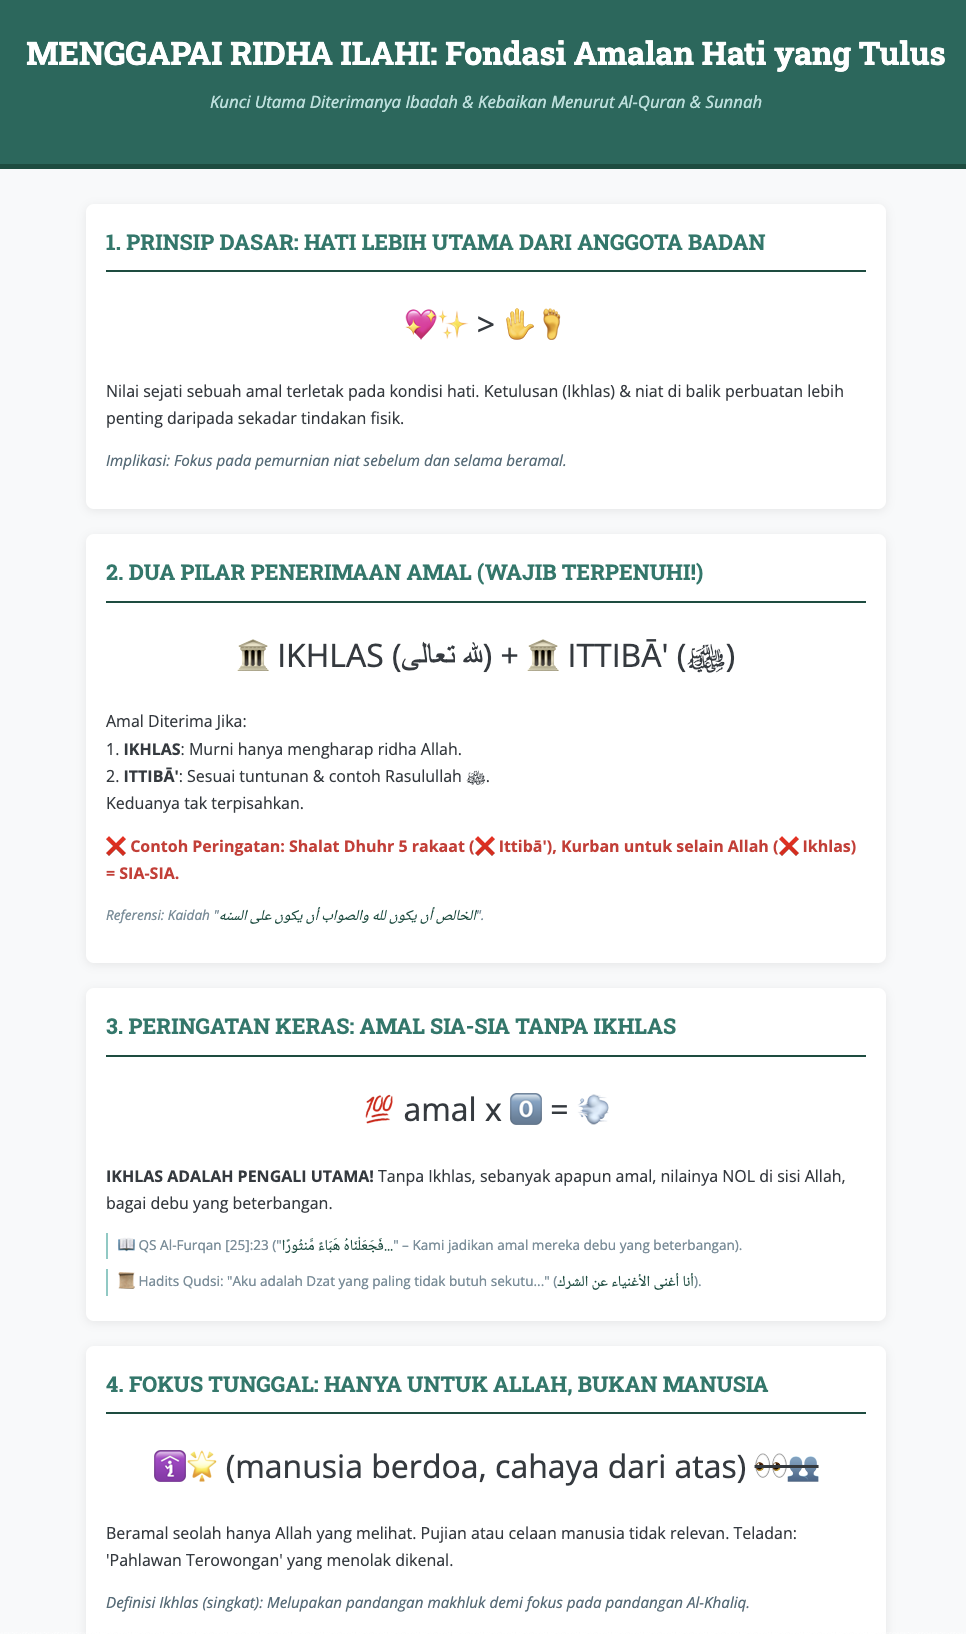 MENGGAPAI RIDHA ILAHI: Fondasi Amalan Hati yang Tulus
Kunci Utama Diterimanya Ibadah & Kebaikan Menurut Al-Quran & Sunnah
1. PRINSIP DASAR: HATI LEBIH UTAMA DARI ANGGOTA BADAN
💖✨ > ✋🦶
Nilai sejati sebuah amal terletak pada kondisi hati. Ketulusan (Ikhlas) & niat di balik perbuatan lebih
penting daripada sekadar tindakan fisik.
Implikasi: Fokus pada pemurnian niat sebelum dan selama beramal.
2. DUA PILAR PENERIMAAN AMAL (WAJIB TERPENUHI!)
🏛️ IKHLAS (لله تعالى) + 🏛️ ITTIBĀ' (ﷺ)
Amal Diterima Jika:
1. IKHLAS: Murni hanya mengharap ridha Allah.
2. ITTIBĀ': Sesuai tuntunan & contoh Rasulullah ﷺ.
Keduanya tak terpisahkan.
❌ Contoh Peringatan: Shalat Dhuhr 5 rakaat (❌ Ittibā'), Kurban untuk selain Allah (❌ Ikhlas)
= SIA-SIA.
Referensi: Kaidah "الخالص أن يكون لله والصواب أن يكون على السنه".
3. PERINGATAN KERAS: AMAL SIA-SIA TANPA IKHLAS
💯 amal x 0️⃣ = 💨
IKHLAS ADALAH PENGALI UTAMA! Tanpa Ikhlas, sebanyak apapun amal, nilainya NOL di sisi Allah,
bagai debu yang beterbangan.
📖 QS Al-Furqan [25]:23 ("فَجَعَلْنَاهُ هَبَاءً مَّنثُورًا..." – Kami jadikan amal mereka debu yang beterbangan).
📜 Hadits Qudsi: "Aku adalah Dzat yang paling tidak butuh sekutu..." (أنا أغنى الأغنياء عن الشرك).
4. FOKUS TUNGGAL: HANYA UNTUK ALLAH, BUKAN MANUSIA
🛐🌟 (manusia berdoa, cahaya dari atas) 👀👥
Beramal seolah hanya Allah yang melihat. Pujian atau celaan manusia tidak relevan. Teladan:
'Pahlawan Terowongan' yang menolak dikenal.
Definisi Ikhlas (singkat): Melupakan pandangan makhluk demi fokus pada pandangan Al-Khaliq.